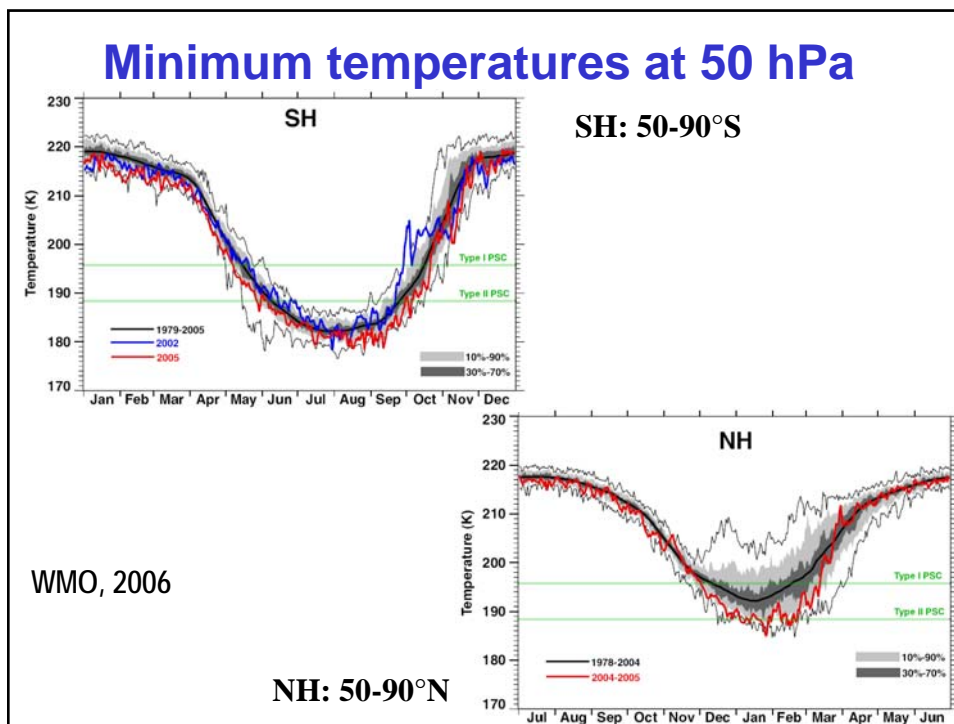 Minimum temperatures at 50 hPa
SH: 50-90°S
230
220
210
200
190
180
170
Temperature (K)
SH
Type I PSC
Type II PSC
1979-2005
2002
2005
10%-90%
30%-70%
Jan Feb Mar Apr May Jun Jul Aug Sep Oct Nov Dec
230
220
210
200
190
180
170
Temperature (K)
NH
Type I PSC
Type II PSC
1978-2004
2004-2005
10%-90%
30%-70%
Jul Aug Sep Oct Nov Dec Jan Feb Mar Apr May Jun
WMO, 2006
NH: 50-90°N